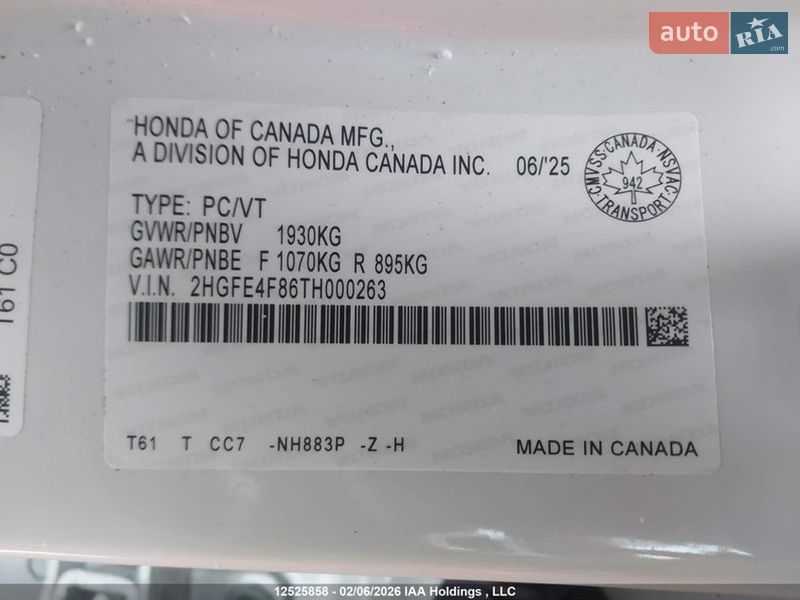 auto RIA .com
HONDA OF CANADA MFG.,
A DIVISION OF HONDA CANADA INC. 06/'25
CMVSS·CANADA·NSVAC
942
TRANSPORT
TYPE: PC/VT
GVWR/PNBV 1930KG
GAWR/PNBE F 1070KG R 895KG
V.I.N. 2HGFE4F86TH000263
T61 C0
T61 T CC7 -NH883P -Z -H
MADE IN CANADA
12525858 - 02/06/2026 IAA Holdings , LLC